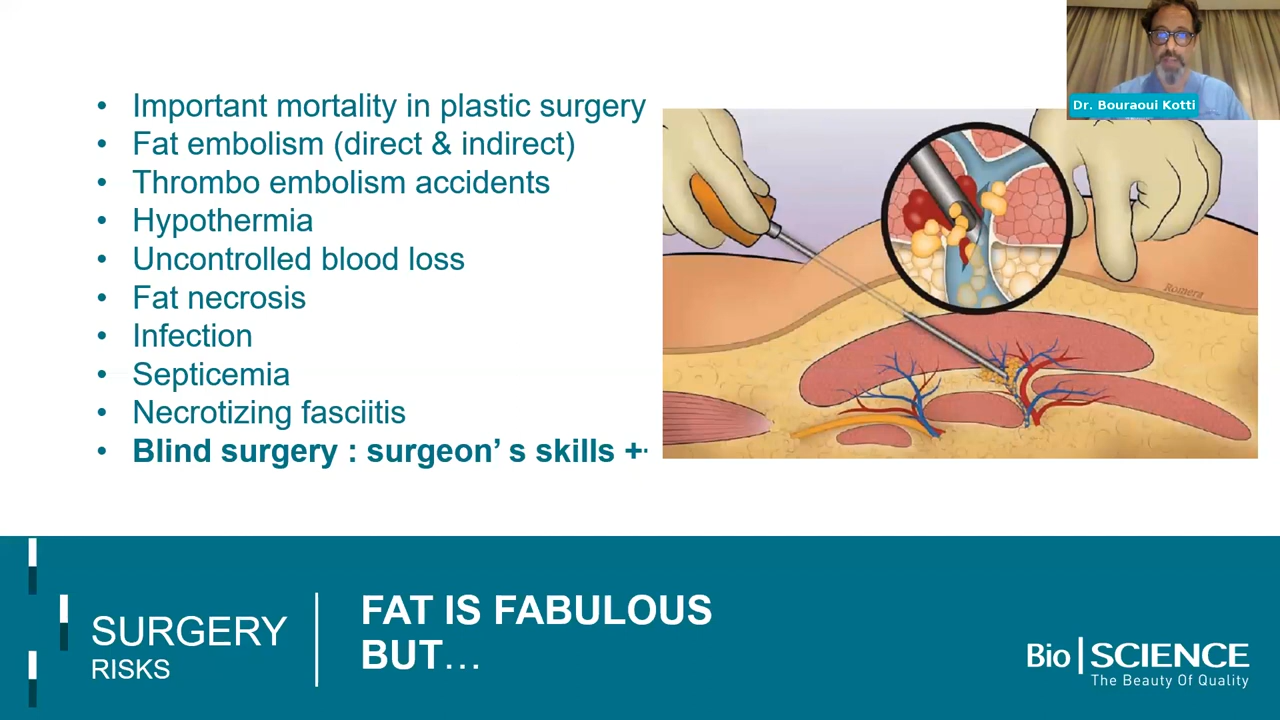 Dr. Bouraoui Kotti
• Important mortality in plastic surgery
• Fat embolism (direct & indirect)
• Thrombo embolism accidents
• Hypothermia
• Uncontrolled blood loss
• Fat necrosis
• Infection
• Septicemia
• Necrotizing fasciitis
• Blind surgery : surgeon’ s skills +
Romera
SURGERY
RISKS
FAT IS FABULOUS
BUT…
Bio|SCIENCE
The Beauty Of Quality